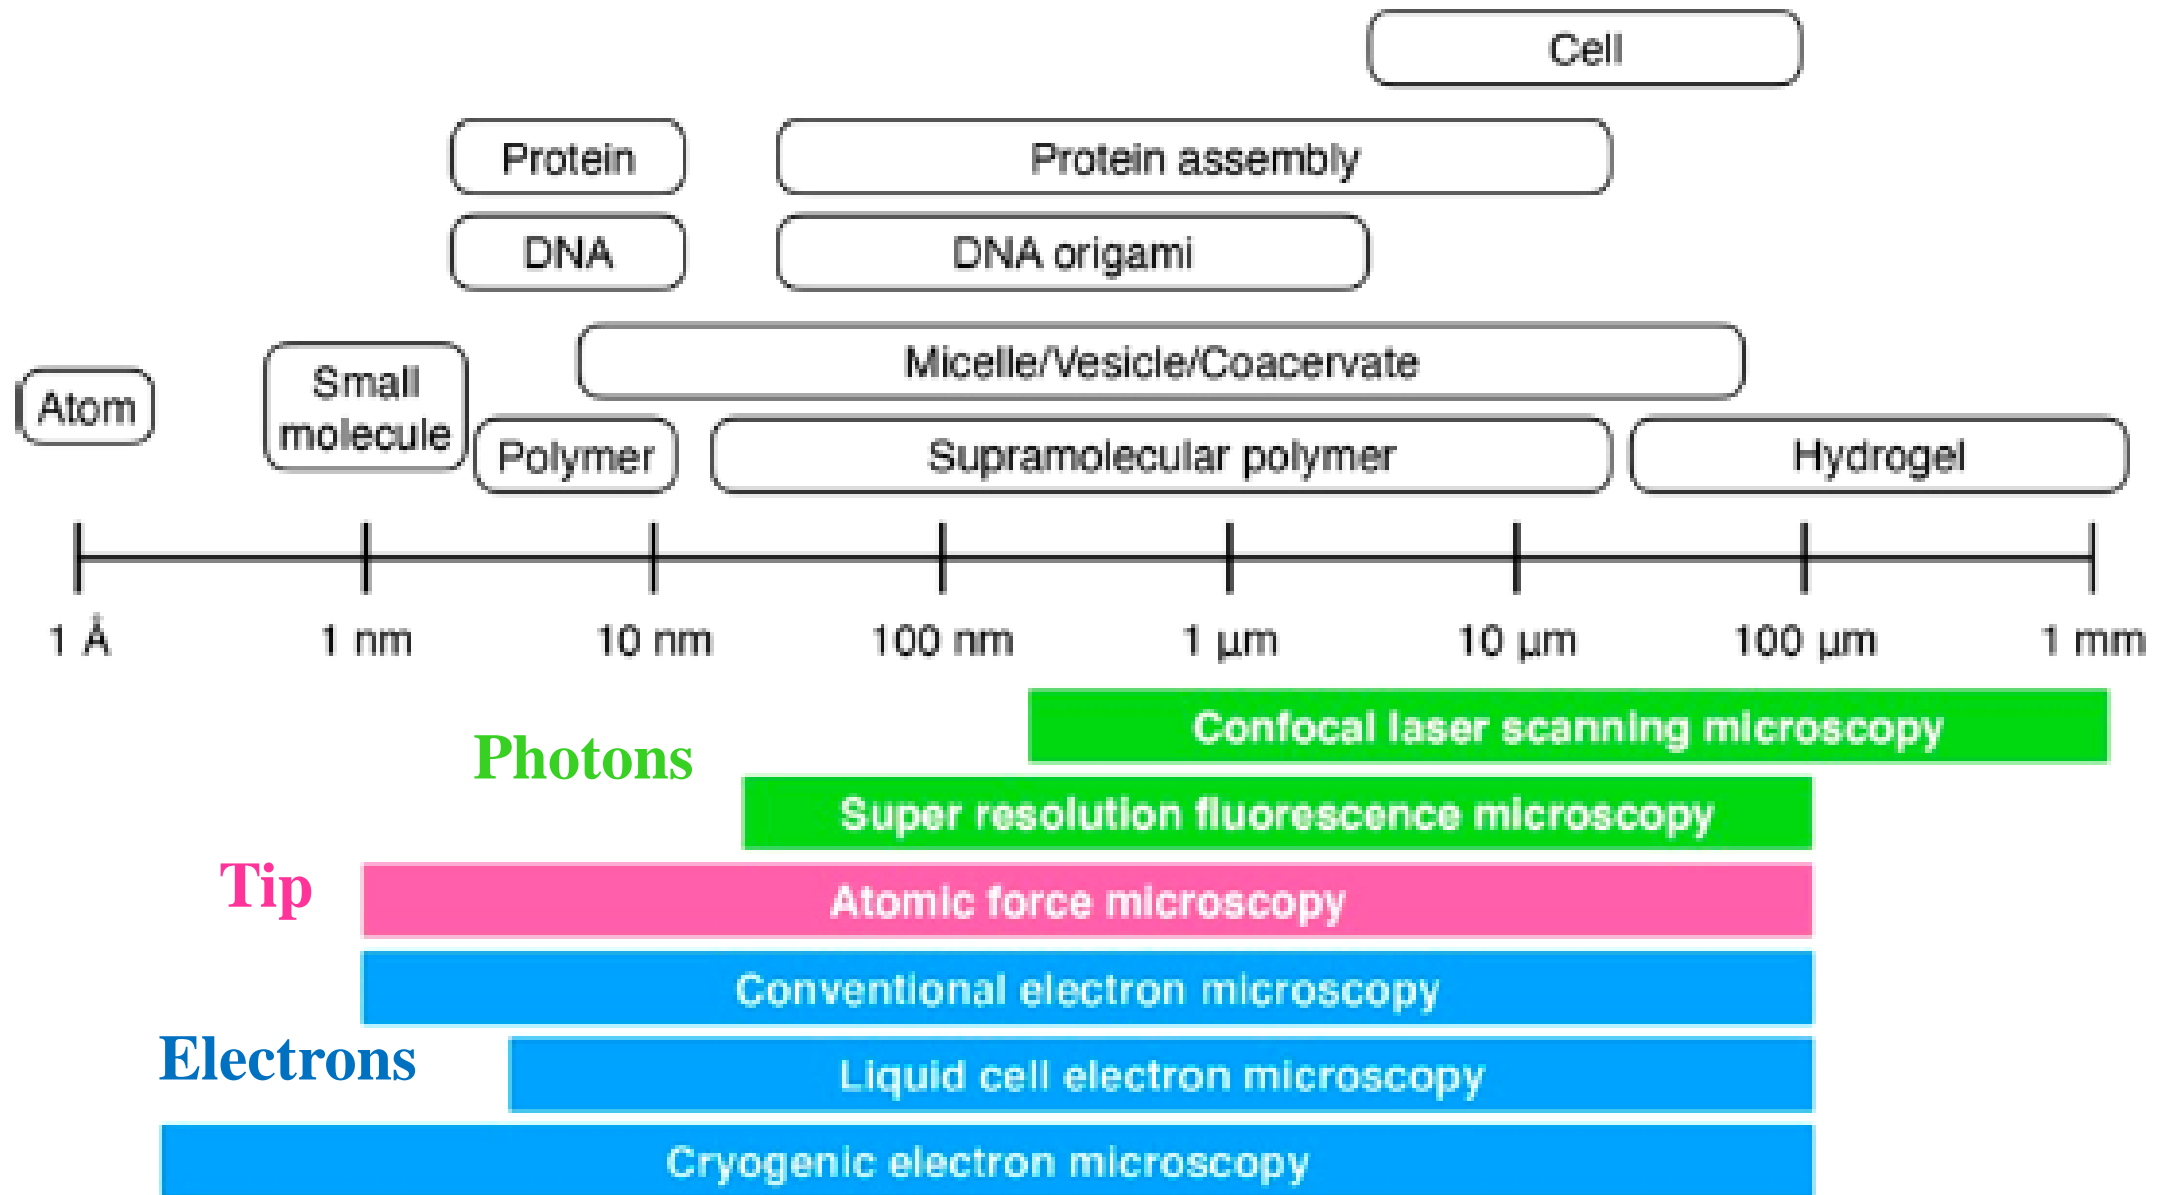 Cell
Protein
Protein assembly
DNA
DNA origami
Micelle/Vesicle/Coacervate
Atom
Small
molecule
Polymer
Supramolecular polymer
Hydrogel
1 Å
1 nm
10 nm
100 nm
1 µm
10 µm
100 µm
1 mm
Confocal laser scanning microscopy
Photons
Super resolution fluorescence microscopy
Tip
Atomic force microscopy
Conventional electron microscopy
Electrons
Liquid cell electron microscopy
Cryogenic electron microscopy